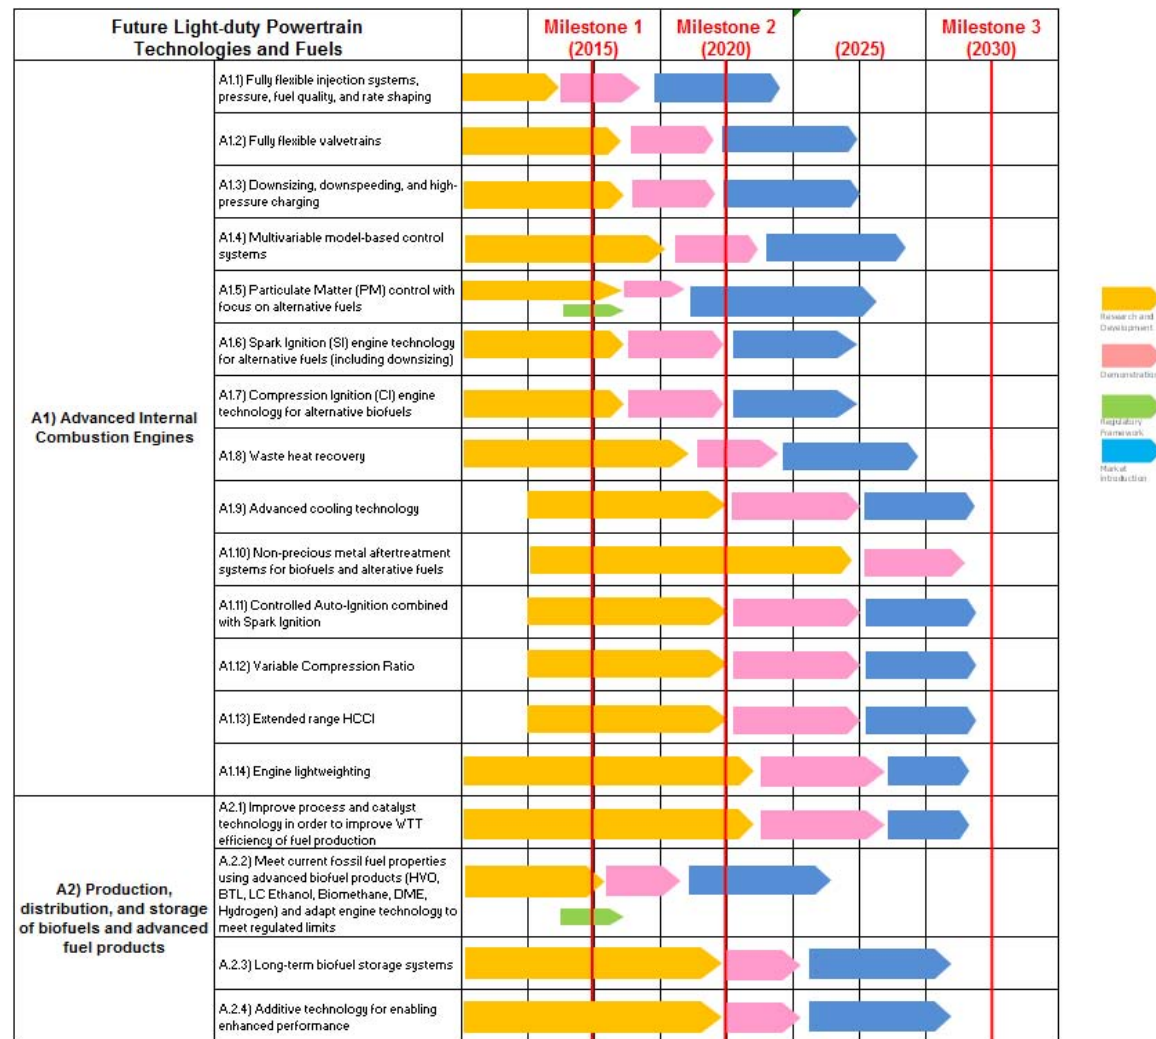 Future Light-duty Powertrain
Technologies and Fuels
Milestone 1
(2015)
Milestone 2
(2020)
(2025)
Milestone 3
(2030)
A1) Advanced Internal
Combustion Engines
A1.1) Fully flexible injection systems,
pressure, fuel quality, and rate shaping
A1.2) Fully flexible valvetrains
A1.3) Downsizing, downspeeding, and high-
pressure charging
A1.4) Multivariable model-based control
systems
A1.5) Particulate Matter (PM) control with
focus on alternative fuels
A1.6) Spark Ignition (SI) engine technology
for alternative fuels (including downsizing)
A1.7) Compression Ignition (CI) engine
technology for alternative biofuels
A1.8) Waste heat recovery
A1.9) Advanced cooling technology
A1.10) Non-precious metal aftertreatment
systems for biofuels and alterative fuels
A1.11) Controlled Auto-Ignition combined
with Spark Ignition
A1.12) Variable Compression Ratio
A1.13) Extended range HCCI
A1.14) Engine lightweighting
A2) Production,
distribution, and storage
of biofuels and advanced
fuel products
A2.1) Improve process and catalyst
technology in order to improve WTT
efficiency of fuel production
A.2.2) Meet current fossil fuel properties
using advanced biofuel products (HVO,
BTL, LC Ethanol, Biomethane, DME,
Hydrogen) and adapt engine technology to
meet regulated limits
A.2.3) Long-term biofuel storage systems
A.2.4) Additive technology for enabling
enhanced performance
Research and
Development
Demonstration
Regulatory
Framework
Market
Introduction